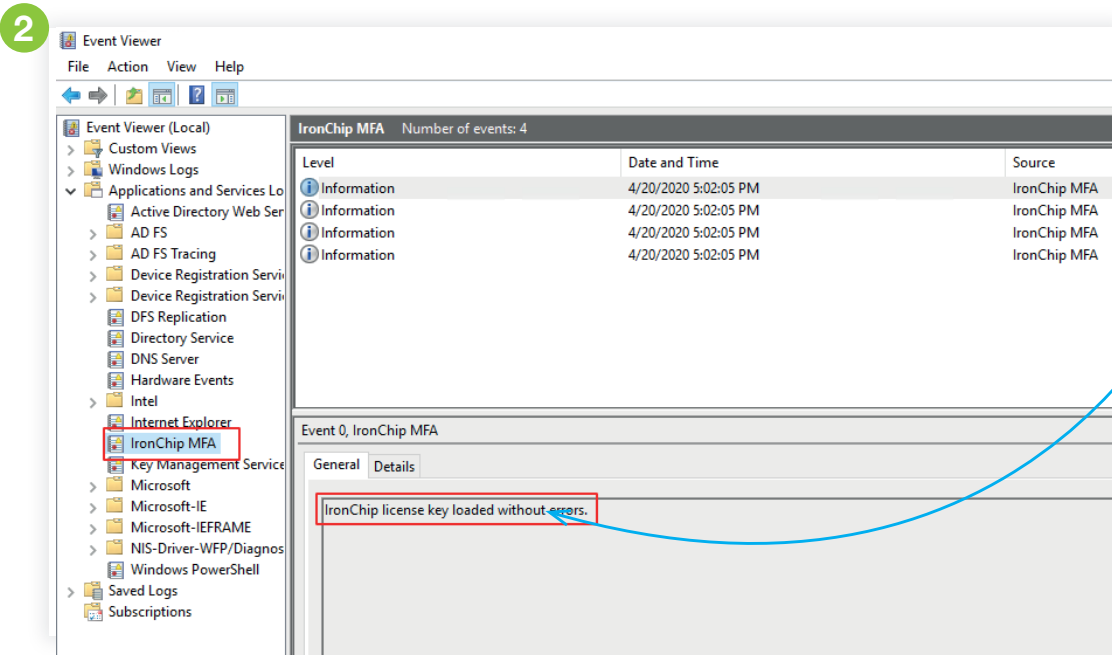 2
Event Viewer
File Action View Help
Event Viewer (Local)
Custom Views
Windows Logs
Applications and Services Lo
Active Directory Web Ser
AD FS
AD FS Tracing
Device Registration Servi
Device Registration Servi
DFS Replication
Directory Service
DNS Server
Hardware Events
Intel
Internet Explorer
IronChip MFA
Key Management Service
Microsoft
Microsoft-IE
Microsoft-IEFRAME
NIS-Driver-WFP/Diagnos
Windows PowerShell
Saved Logs
Subscriptions
IronChip MFA Number of events: 4
Level Date and Time Source
Information 4/20/2020 5:02:05 PM IronChip MFA
Information 4/20/2020 5:02:05 PM IronChip MFA
Information 4/20/2020 5:02:05 PM IronChip MFA
Information 4/20/2020 5:02:05 PM IronChip MFA
Event 0, IronChip MFA
General Details
IronChip license key loaded without errors.